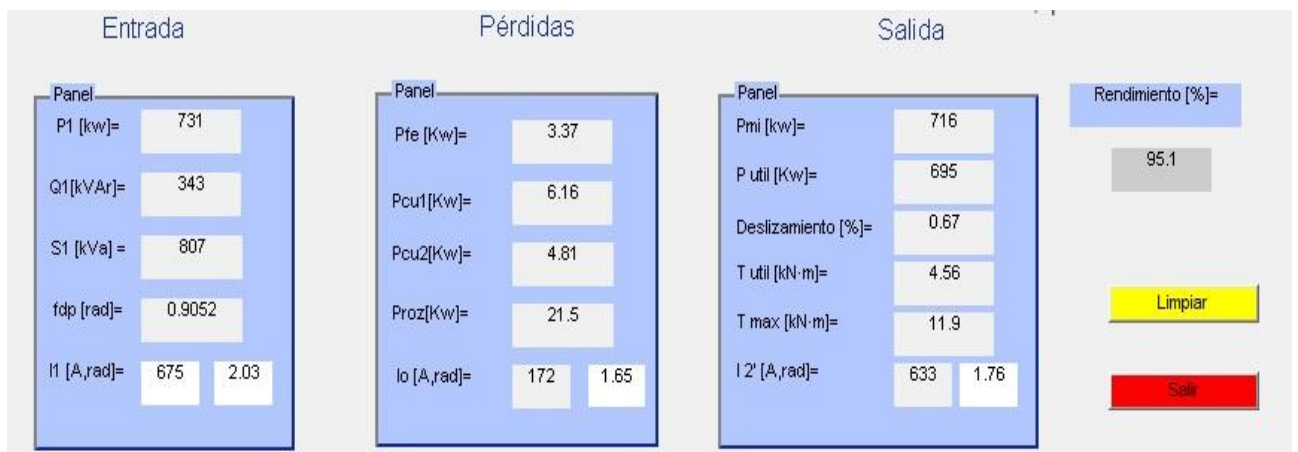 Entrada
Panel
P1 [kw]= 731
Q1[kVAr]= 343
S1 [kVa] = 807
fdp [rad]= 0.9052
I1 [A,rad]= 675 2.03
Pérdidas
Panel
Pfe [Kw]= 3.37
Pcu1[Kw]= 6.16
Pcu2[Kw]= 4.81
Proz[Kw]= 21.5
Io [A,rad]= 172 1.65
Salida
Panel
Pmi [kw]= 716
P util [Kw]= 695
Deslizamiento [%]= 0.67
T util [kN·m]= 4.56
T max [kN·m]= 11.9
I 2' [A,rad]= 633 1.76
Rendimiento [%]=
95.1
Limpiar
Salir